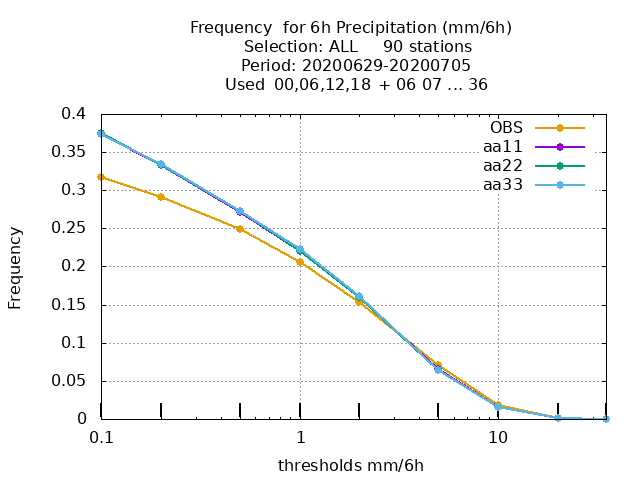 Frequency  for 6h Precipitation (mm/6h)
Selection: ALL     90 stations
Period: 20200629-20200705
Used  00,06,12,18  + 06 07 ... 36
OBS
aa11
aa22
aa33
0.4
0.35
0.3
0.25
0.2
0.15
0.1
0.05
0
Frequency
0.1 1 10
thresholds mm/6h